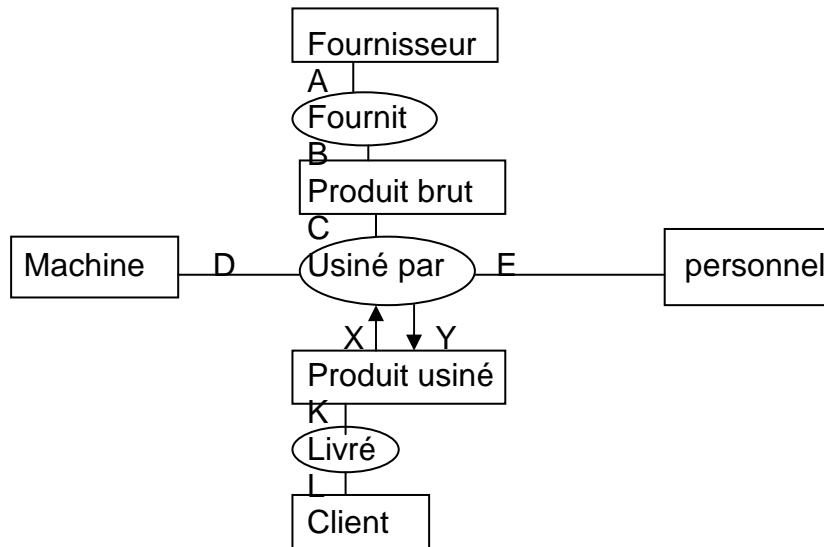 Fournisseur
A
Fournit
B
Produit brut
C
Machine D Usiné par E personnel
X Y
Produit usiné
K
Livré
L
Client